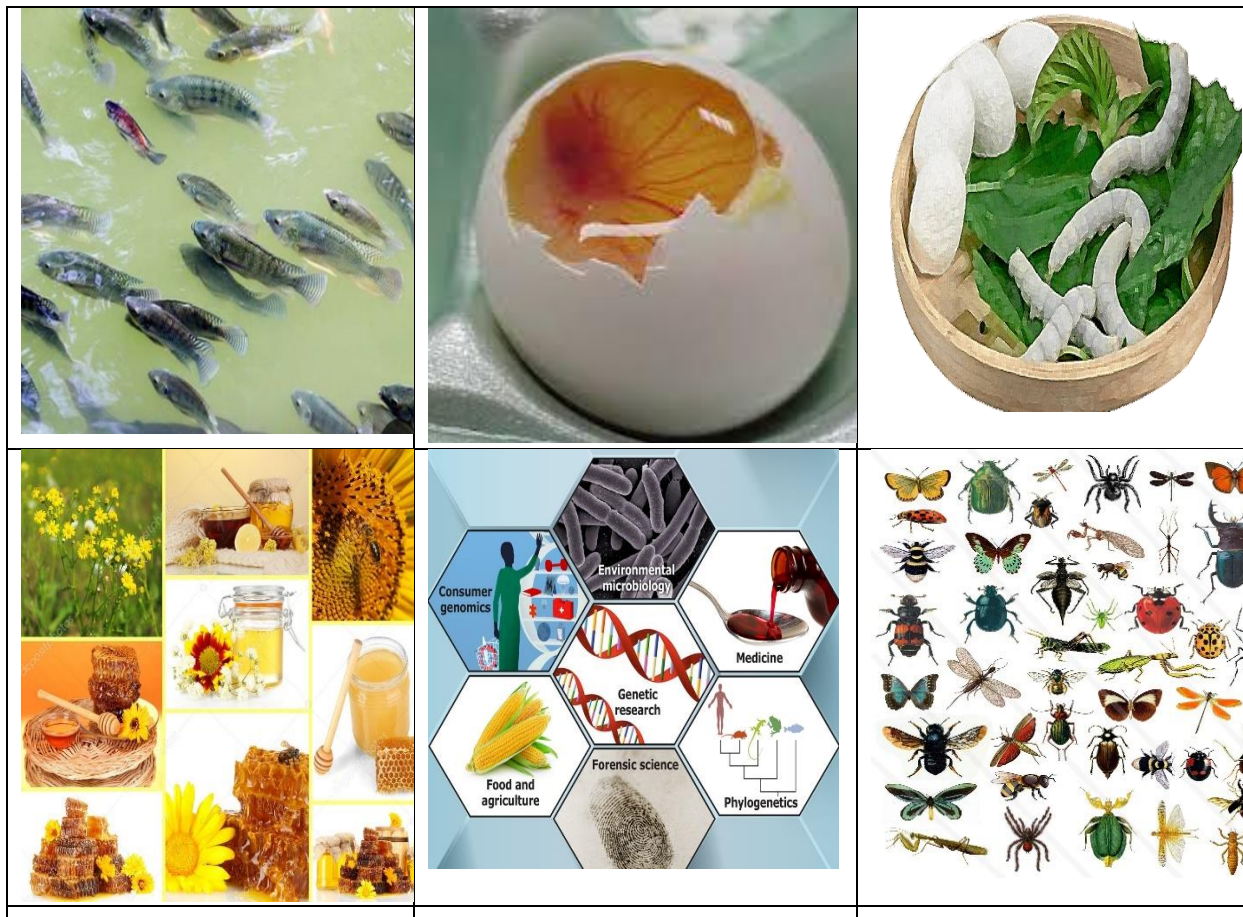 Environmental
microbiology
Consumer
genomics
Medicine
Genetic
research
Food and
agriculture
Forensic science
Phylogenetics